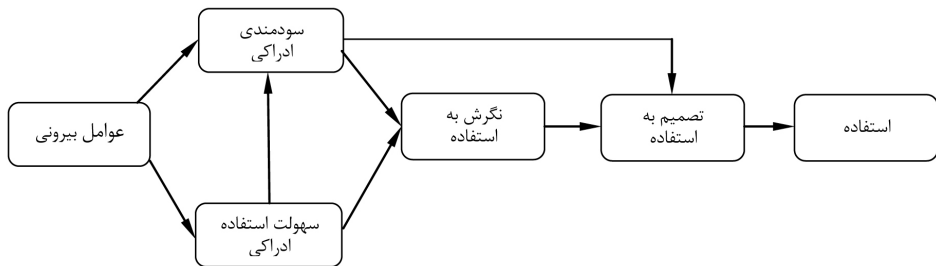 سودمندی
ادراکی
عوامل بیرونی
نگرش به
استفاده
تصمیم به
استفاده
استفاده
سهولت استفاده
ادراکی